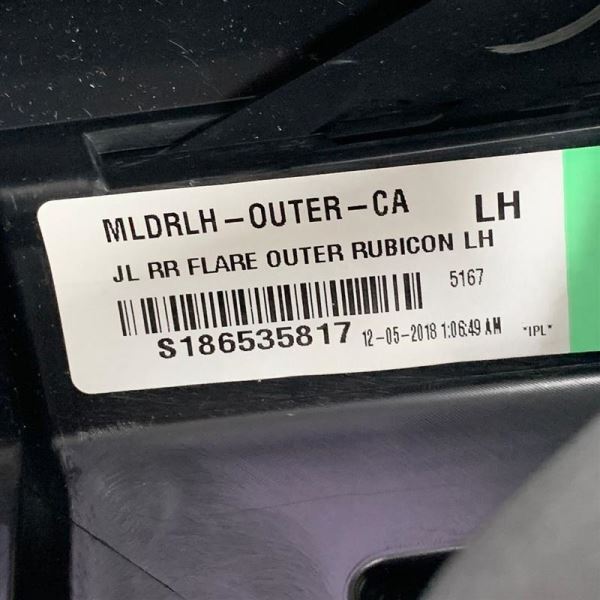 MLDRLH-OUTER-CA LH
JL RR FLARE OUTER RUBICON LH
5167
S186535817 12-05-2018 1:06:49 AM *IPL*